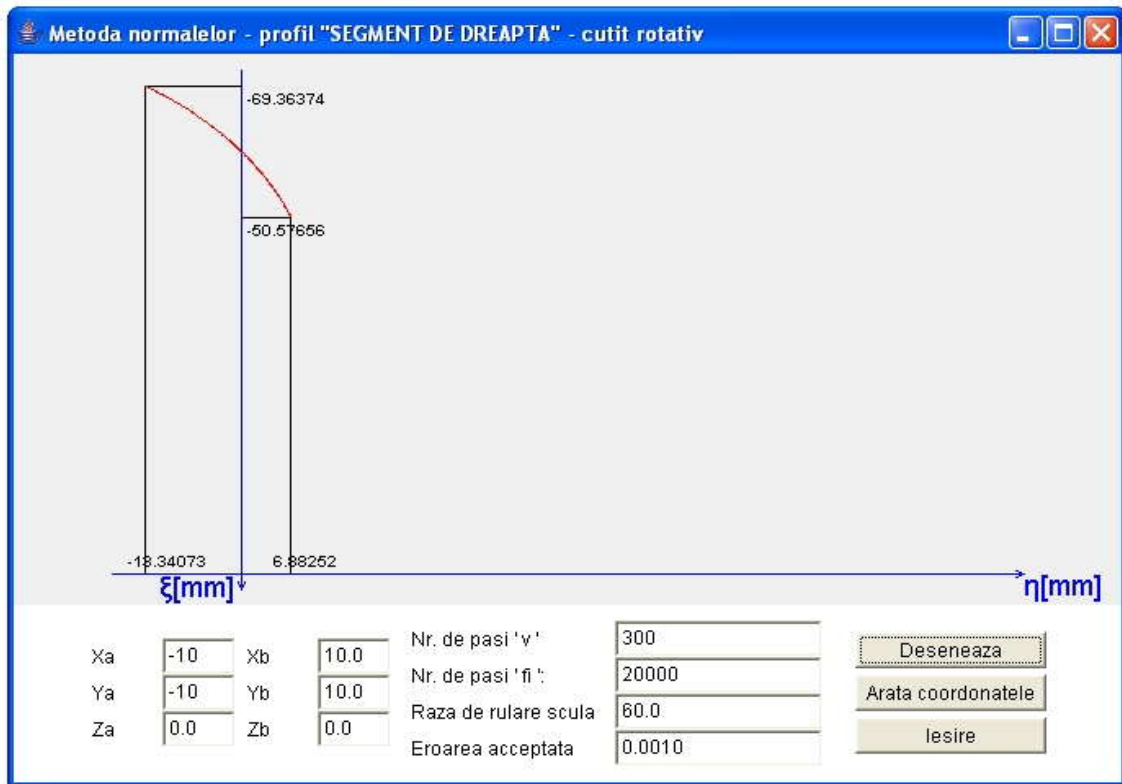 Metoda normalelor - profil "SEGMENT DE DREAPTA" - cutit rotativ
-69.36374
-50.57656
-13.34073
6.88252
ξ[mm]
η[mm]
Xa -10 Xb 10.0
Ya -10 Yb 10.0
Za 0.0 Zb 0.0
Nr. de pasi 'v' 300
Nr. de pasi 'fi': 20000
Raza de rulare scula 60.0
Eroarea acceptata 0.0010
Deseneaza
Arata coordonatele
Iesire